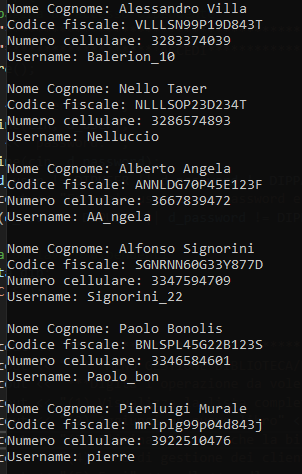 Nome Cognome: Alessandro Villa
Codice fiscale: VLLLSN99P19D843T
Numero cellulare: 3283374039
Username: Balerion_10
Nome Cognome: Nello Taver
Codice fiscale: NLLLSOP23D234T
Numero cellulare: 3286574893
Username: Nelluccio
Nome Cognome: Alberto Angela
Codice fiscale: ANNLDG70P45E123F
Numero cellulare: 3667839472
Username: AA_ngela
Nome Cognome: Alfonso Signorini
Codice fiscale: SGNRNN60G33Y877D
Numero cellulare: 3347594709
Username: Signorini_22
Nome Cognome: Paolo Bonolis
Codice fiscale: BNLSPL45G22B123S
Numero cellulare: 3346584601
Username: Paolo_bon
Nome Cognome: Pierluigi Murale
Codice fiscale: mrlplg99p04d843j
Numero cellulare: 3922510476
Username: pierre